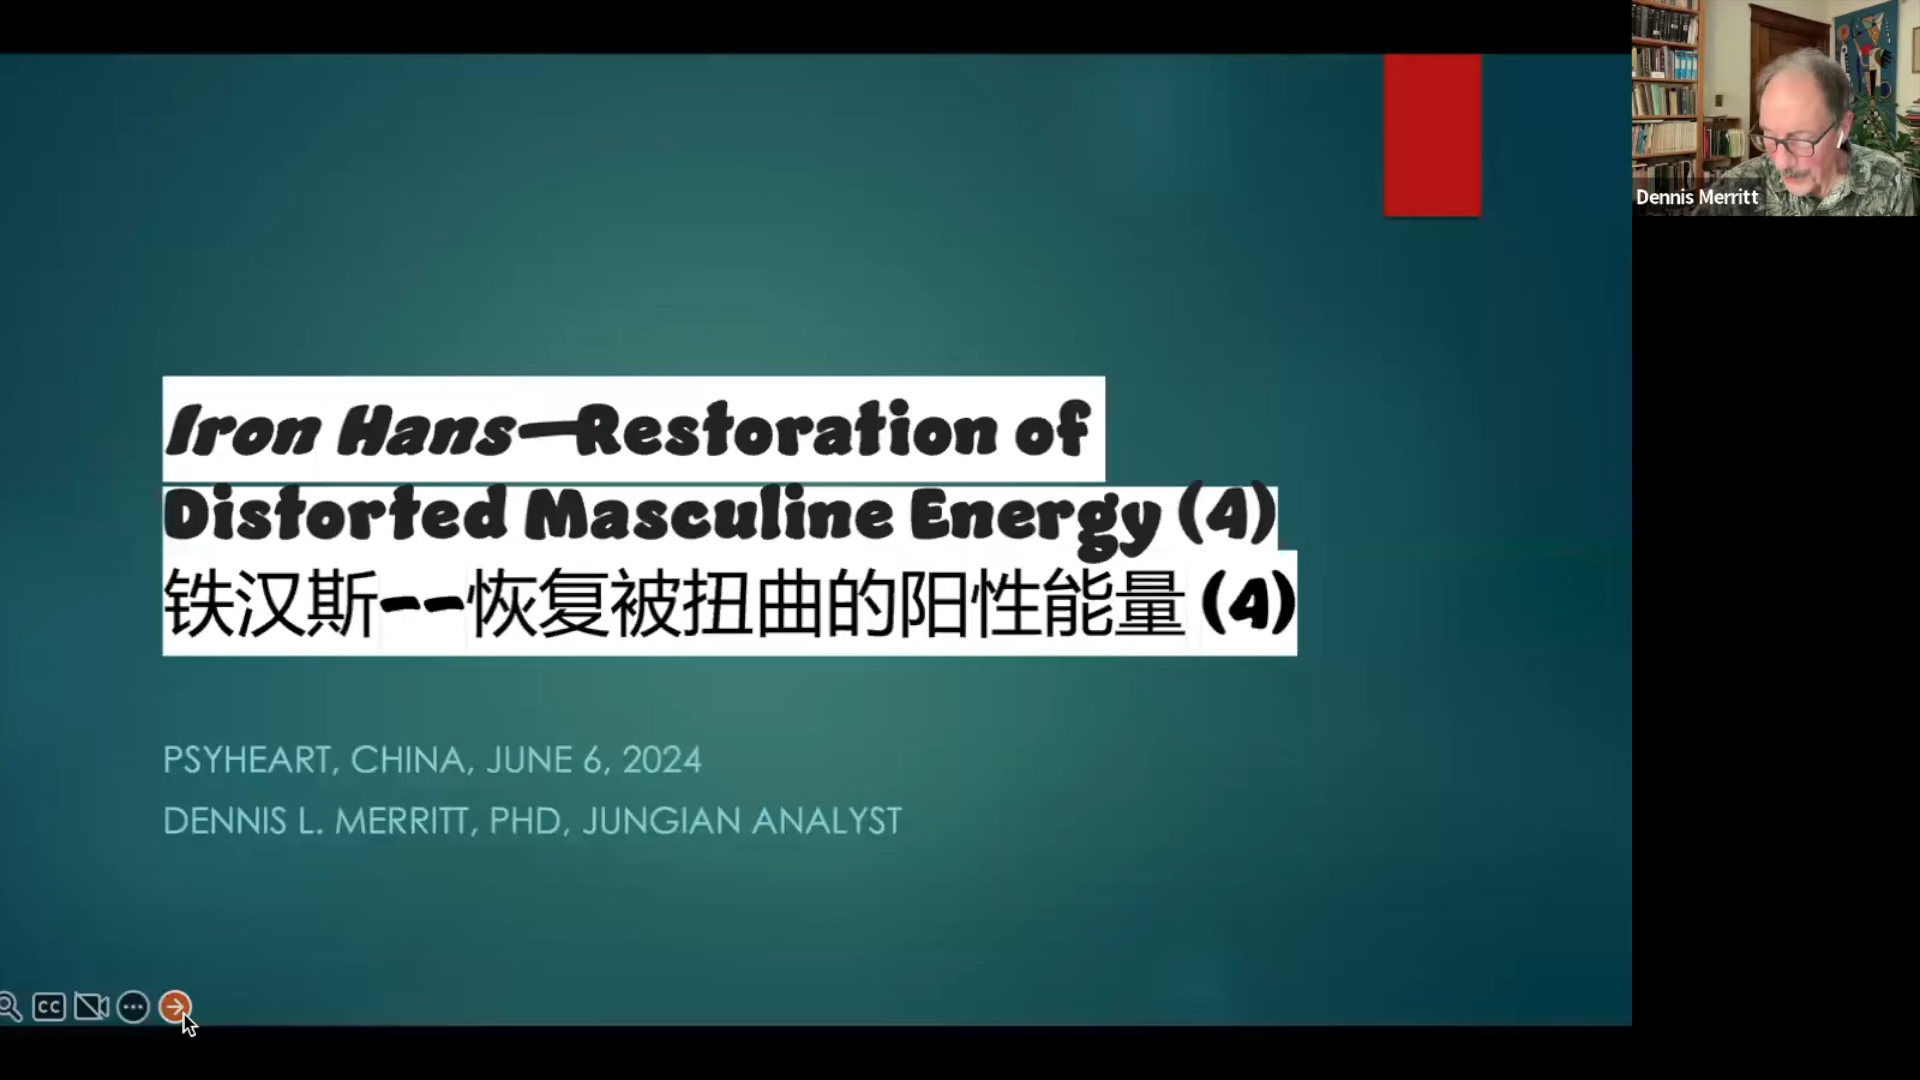 Iron Hans—Restoration of
Distorted Masculine Energy (4)
铁汉斯--恢复被扭曲的阳性能量 (4)
PSYHEART, CHINA, JUNE 6, 2024
DENNIS L. MERRITT, PHD, JUNGIAN ANALYST
Dennis Merritt
CC